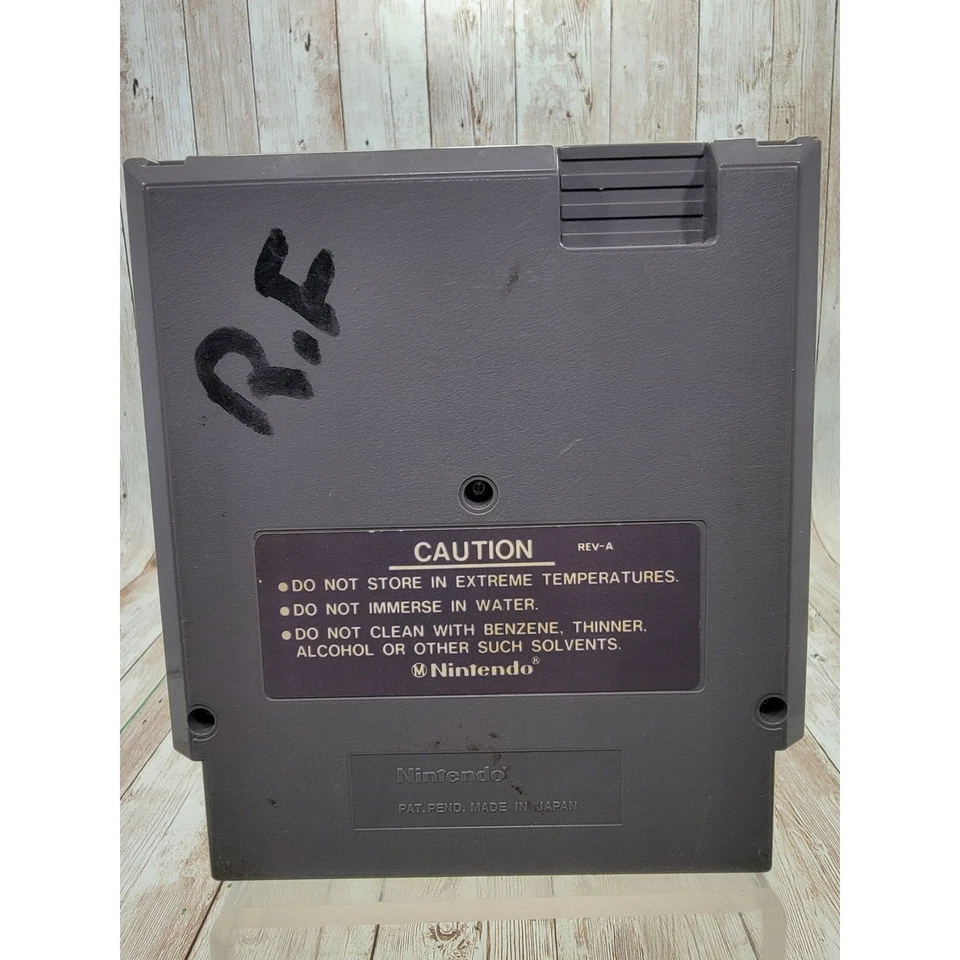 R.F
CAUTION REV-A
• DO NOT STORE IN EXTREME TEMPERATURES.
• DO NOT IMMERSE IN WATER.
• DO NOT CLEAN WITH BENZENE, THINNER,
ALCOHOL OR OTHER SUCH SOLVENTS.
Ⓜ Nintendo®
Nintendo®
PAT. PEND. MADE IN JAPAN